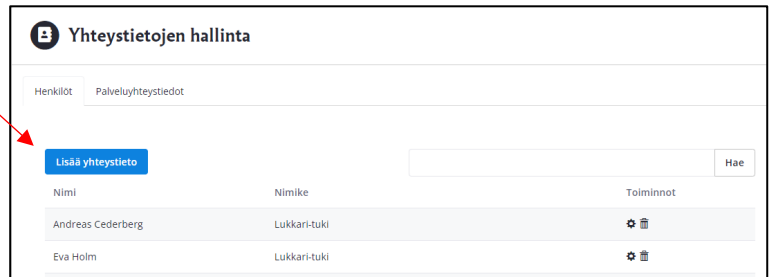 Yhteystietojen hallinta
Henkilöt Palveluyhteystiedot
Lisää yhteystieto Hae
Nimi Nimike Toiminnot
Andreas Cederberg Lukkari-tuki
Eva Holm Lukkari-tuki